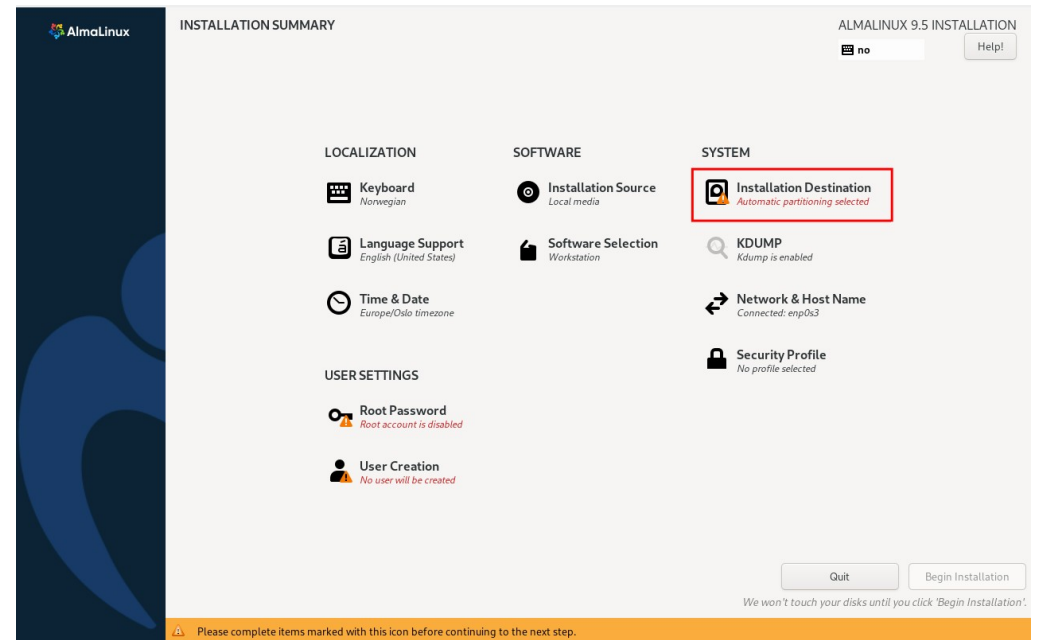 AlmaLinux
INSTALLATION SUMMARY
ALMALINUX 9.5 INSTALLATION
no
Help!
LOCALIZATION
Keyboard
Norwegian
Language Support
English (United States)
Time & Date
Europe/Oslo timezone
SOFTWARE
Installation Source
Local media
Software Selection
Workstation
SYSTEM
Installation Destination
Automatic partitioning selected
KDUMP
Kdump is enabled
Network & Host Name
Connected: enp0s3
Security Profile
No profile selected
USER SETTINGS
Root Password
Root account is disabled
User Creation
No user will be created
Quit
Begin Installation
We won't touch your disks until you click 'Begin Installation'.
Please complete items marked with this icon before continuing to the next step.